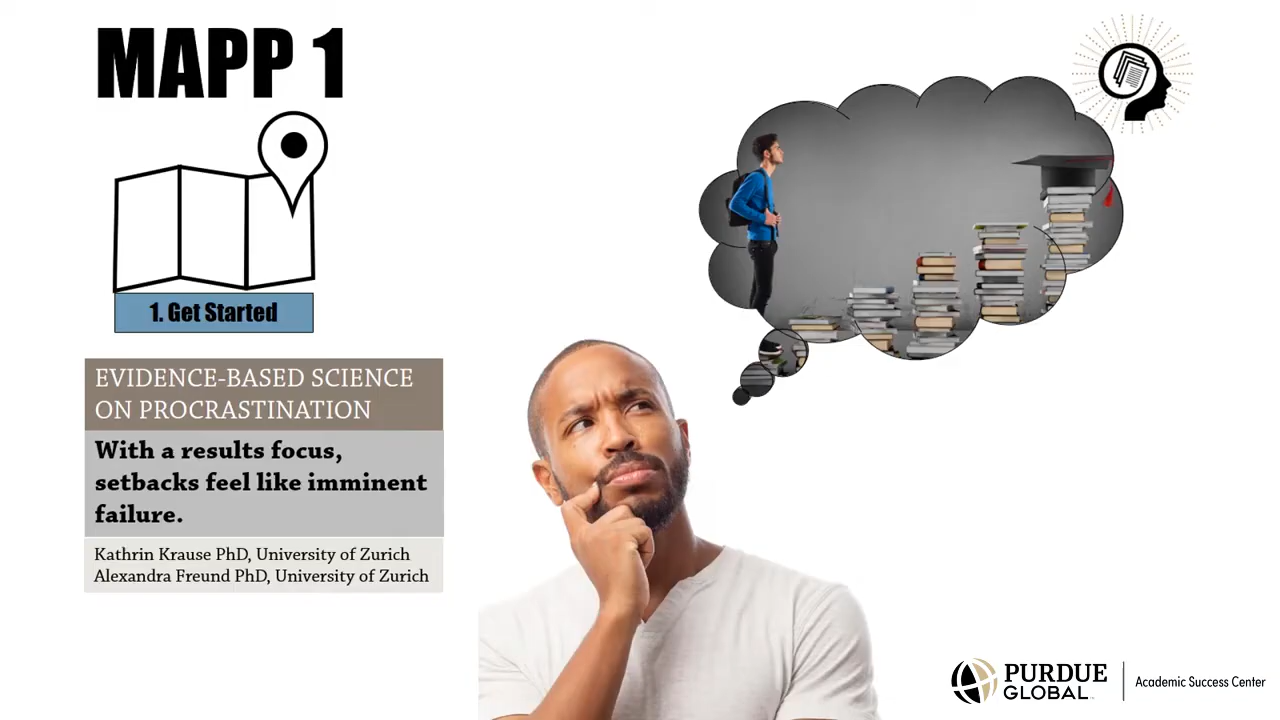 MAPP 1
1. Get Started
EVIDENCE-BASED SCIENCE
ON PROCRASTINATION
With a results focus,
setbacks feel like imminent
failure.
Kathrin Krause PhD, University of Zurich
Alexandra Freund PhD, University of Zurich
PURDUE
GLOBAL™
Academic Success Center